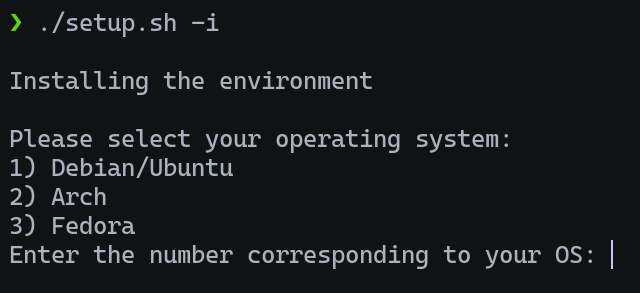 ❯ ./setup.sh -i
Installing the environment
Please select your operating system:
1) Debian/Ubuntu
2) Arch
3) Fedora
Enter the number corresponding to your OS: